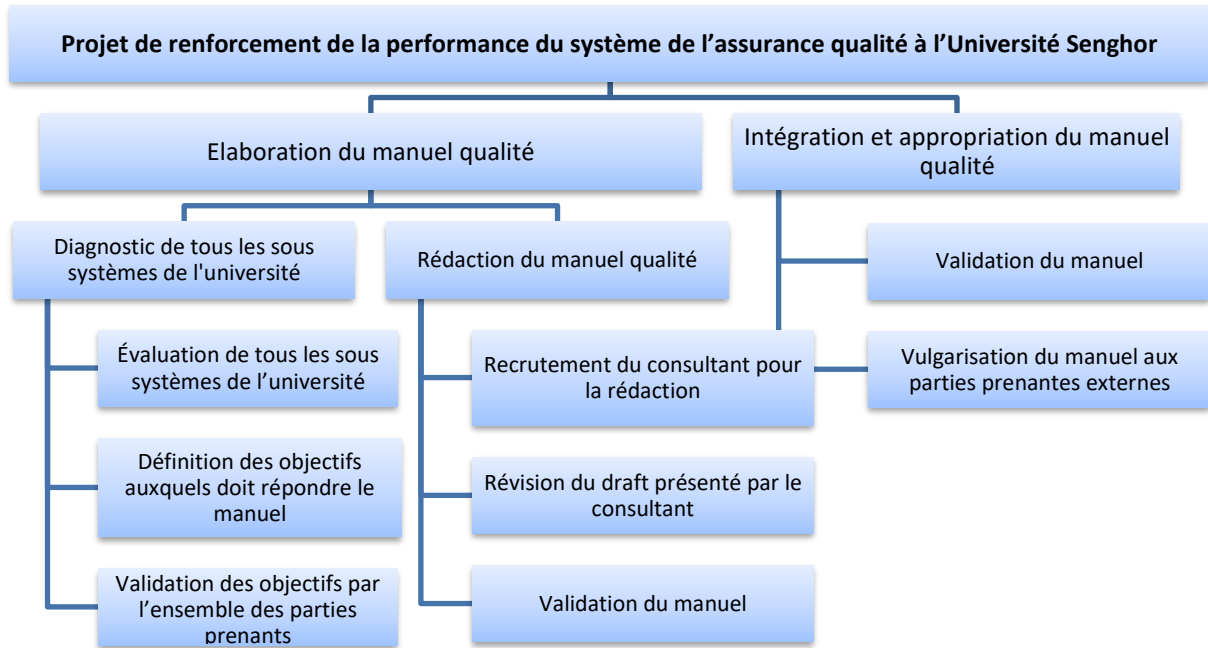 Projet de renforcement de la performance du système de l’assurance qualité à l’Université Senghor
Elaboration du manuel qualité
Intégration et appropriation du manuel
qualité
Diagnostic de tous les sous
systèmes de l'université
Rédaction du manuel qualité
Validation du manuel
Évaluation de tous les sous
systèmes de l’université
Recrutement du consultant pour
la rédaction
Vulgarisation du manuel aux
parties prenantes externes
Définition des objectifs
auxquels doit répondre le
manuel
Révision du draft présenté par le
consultant
Validation des objectifs par
l’ensemble des parties
prenants
Validation du manuel